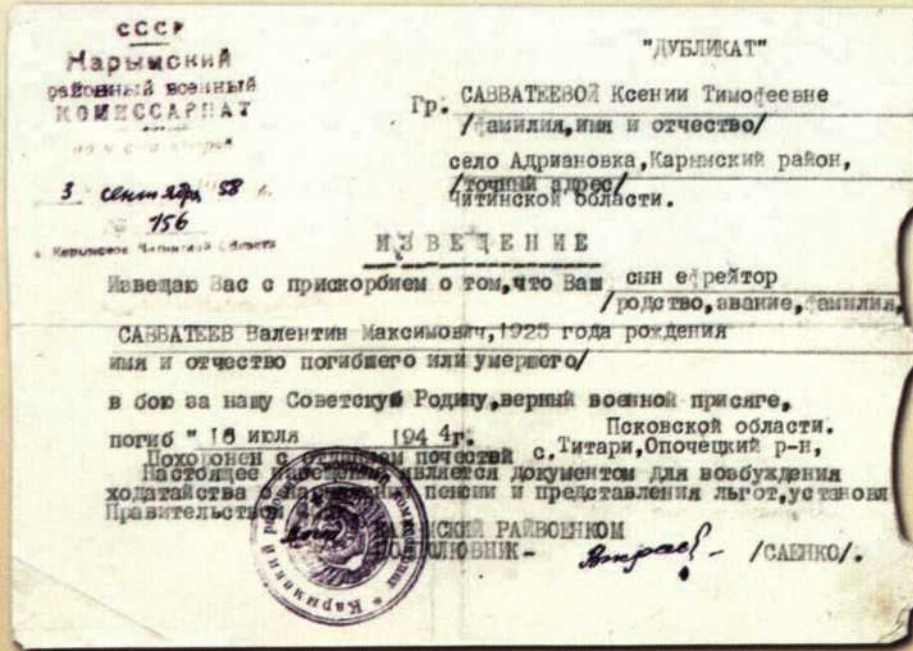 СССР
Карымский
районный военный
КОМИССАРИАТ
3 сентября 58 г.
№ 156
"ДУБЛИКАТ"
Гр. САВВАТЕЕВОЙ Ксении Тимофеевне
/фамилия,имя и отчество/
село Адриановка,Карымский район,
/точный адрес/
Читинской области.
ИЗВЕЩЕНИЕ
Извещаю Вас с прискорбием о том,что Ваш сын ефрейтор
/родство,звание,фамилия,
САВВАТЕЕВ Валентин Максимович,1925 года рождения
имя и отчество погибшего или умершего/
в бою за нашу Советскую Родину,верный военной присяге,
Псковской области.
погиб " 18 июля 1944г. с.Титари,Опочецкий р-н,
Похоронен с отданием почестей
Настоящее извещение является документом для возбуждения
ходатайства о назначении пенсии и представления льгот,установл
Правительством
КАРЫМСКИЙ РАЙВОЕНКОМ
ПОДПОЛКОВНИК- /САЕНКО/.